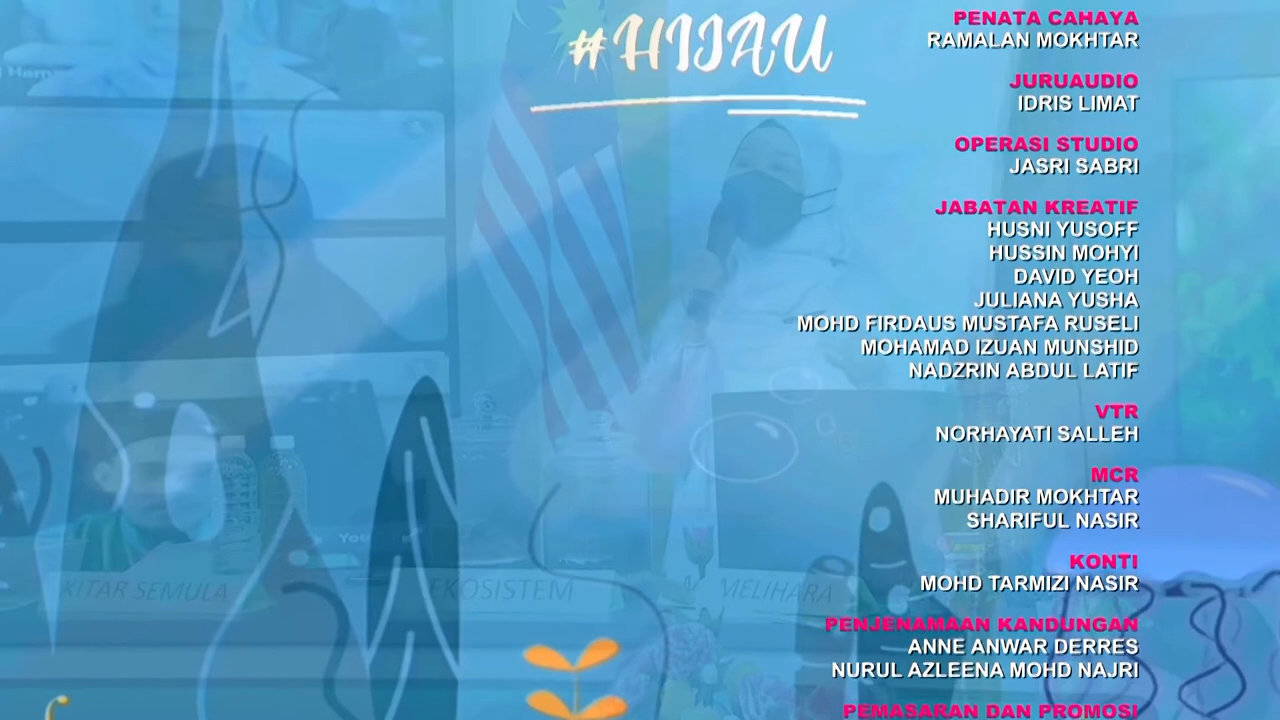 #HIJAU
PENATA CAHAYA
RAMALAN MOKHTAR
JURUAUDIO
IDRIS LIMAT
OPERASI STUDIO
JASRI SABRI
JABATAN KREATIF
HUSNI YUSOFF
HUSSIN MOHYI
DAVID YEOH
JULIANA YUSHA
MOHD FIRDAUS MUSTAFA RUSELI
MOHAMAD IZUAN MUNSHID
NADZRIN ABDUL LATIF
VTR
NORHAYATI SALLEH
MCR
MUHADIR MOKHTAR
SHARIFUL NASIR
KONTI
MOHD TARMIZI NASIR
PENJENAMAAN KANDUNGAN
ANNE ANWAR DERRES
NURUL AZLEENA MOHD NAJRI
PEMASARAN DAN PROMOSI
KITAR SEMULA
EKOSISTEM
MELIHARA